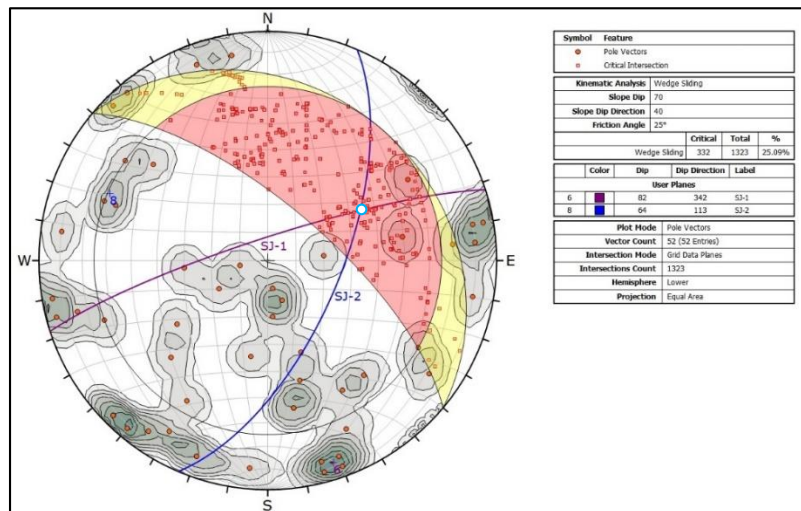 N
W
E
S
SJ-1
SJ-2
8
6
Symbol Feature
Pole Vectors
Critical Intersection
Kinematic Analysis Wedge Sliding
Slope Dip 70
Slope Dip Direction 40
Friction Angle 25°
Critical Total %
Wedge Sliding 332 1323 25.09%
Color Dip Dip Direction Label
User Planes
6 82 342 SJ-1
8 64 113 SJ-2
Plot Mode Pole Vectors
Vector Count 52 (52 Entries)
Intersection Mode Grid Data Planes
Intersections Count 1323
Hemisphere Lower
Projection Equal Area